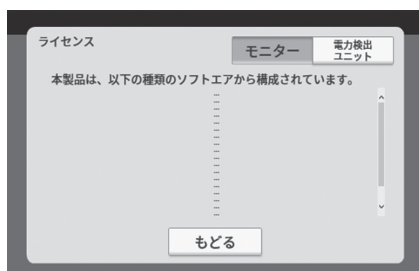 ライセンス
モニター
電力検出
ユニット
本製品は、以下の種類のソフトエアから構成されています。
もどる